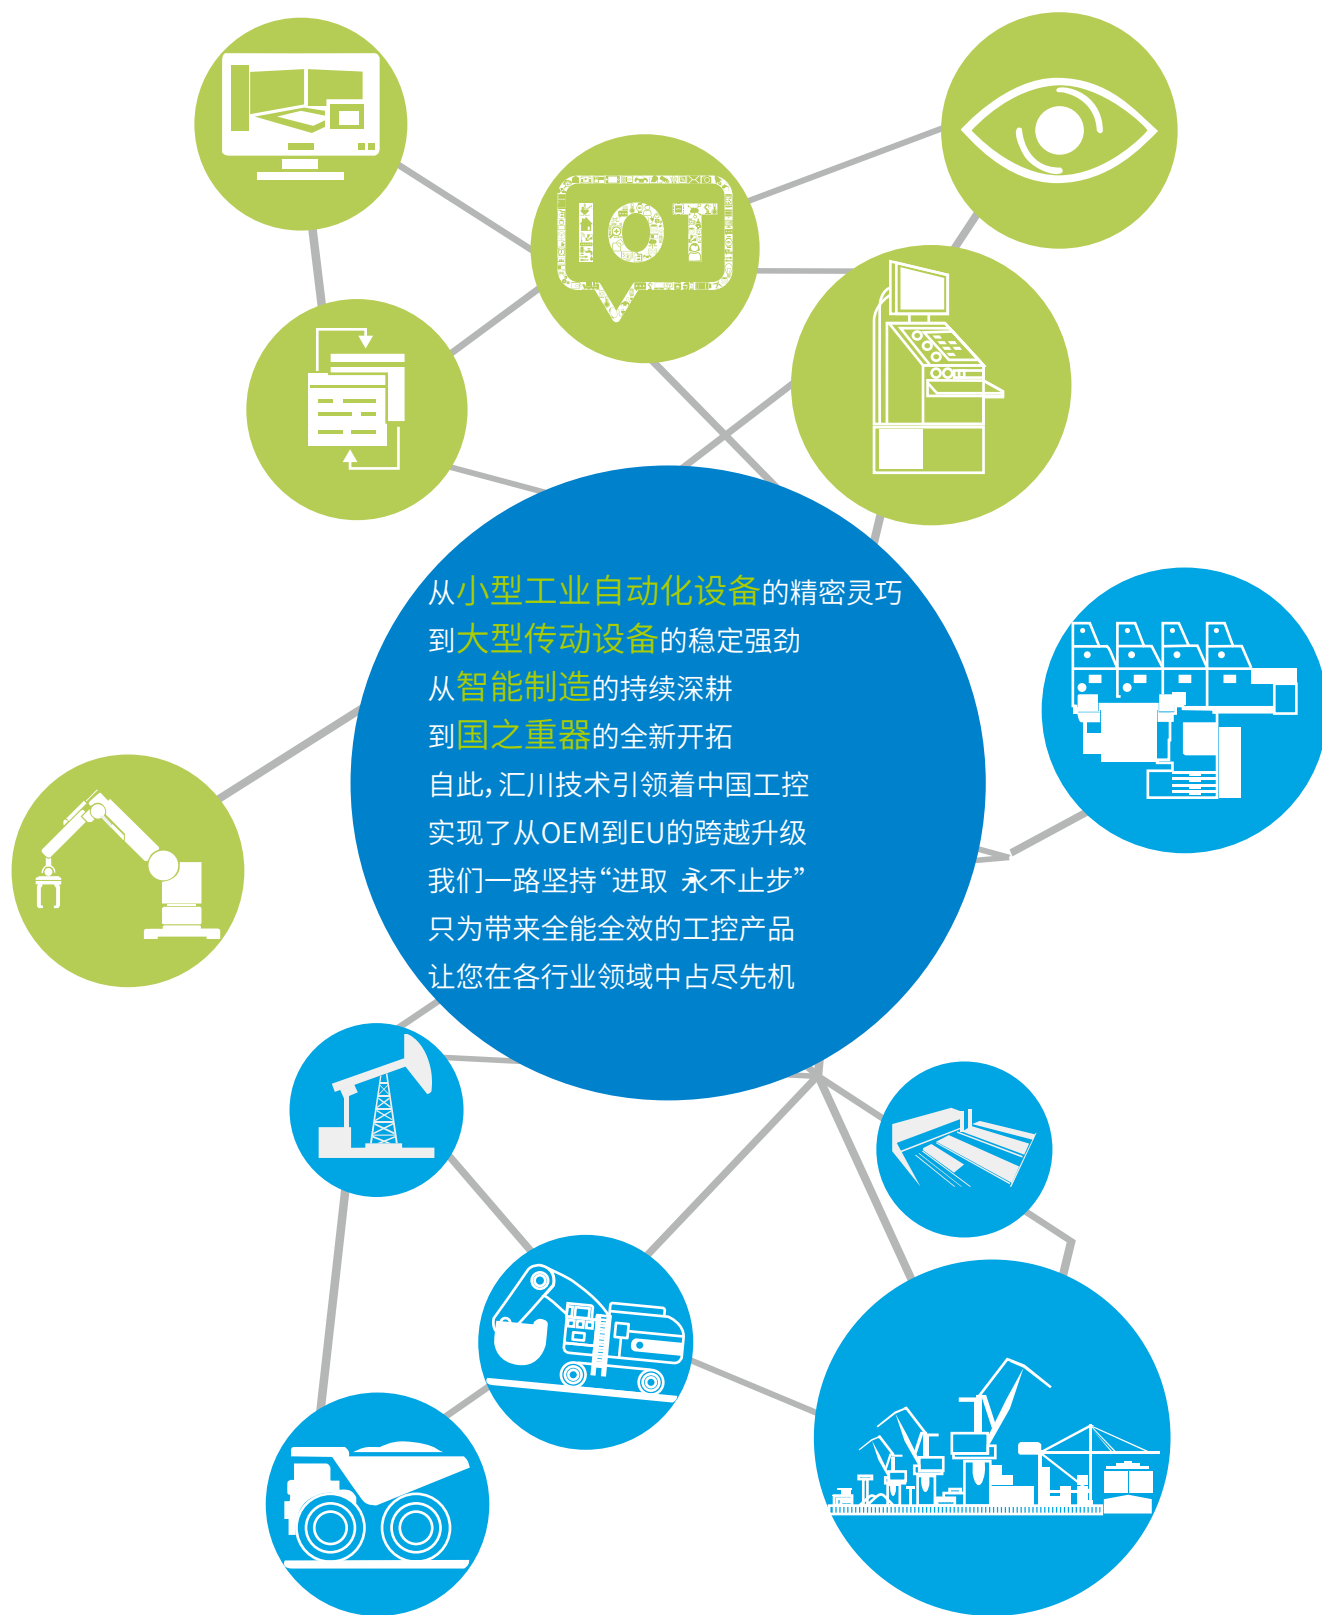 IOT
从小型工业自动化设备的精密灵巧
到大型传动设备的稳定强劲
从智能制造的持续深耕
到国之重器的全新开拓
自此，汇川技术引领着中国工控
实现了从OEM到EU的跨越升级
我们一路坚持“进取 永不止步”
只为带来全能全效的工控产品
让您在各行业领域中占尽先机